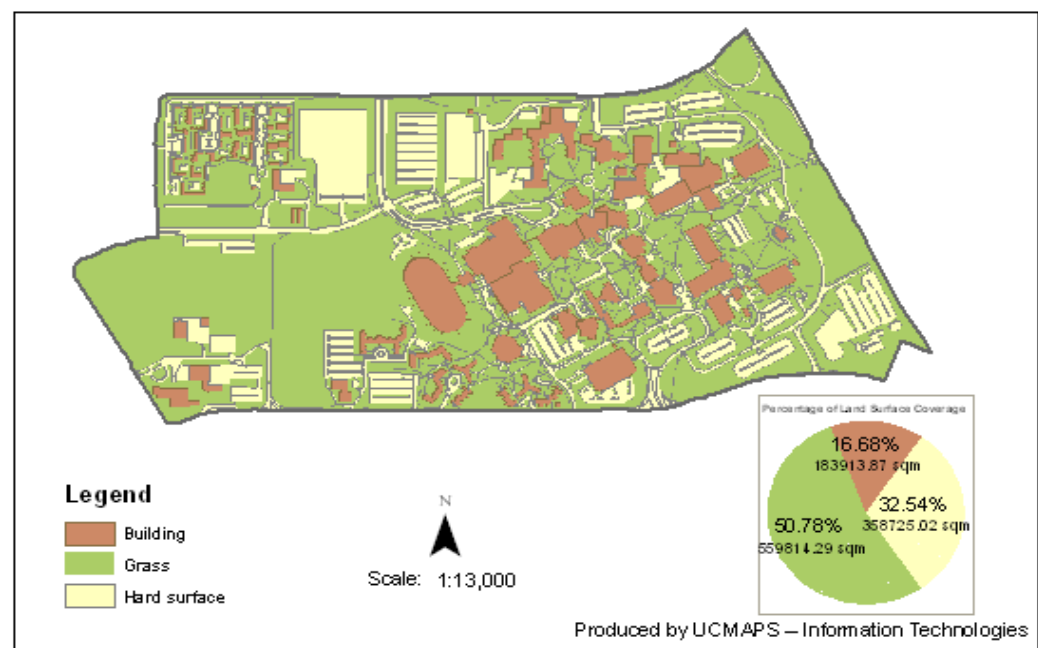 Percentage of Land Surface Coverage
16.68%
183913.87 sqm
32.54%
358725.02 sqm
50.78%
559814.29 sqm
Legend
Building
Grass
Hard surface
N
Scale: 1:13,000
Produced by UCMAPS – Information Technologies